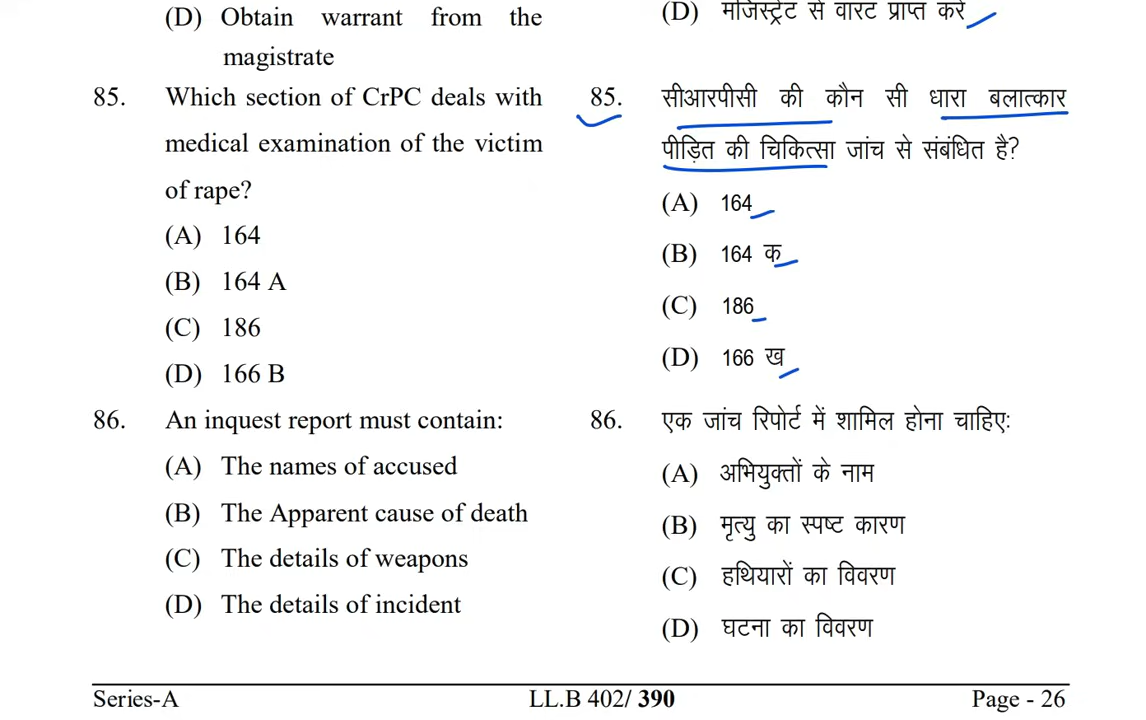 (D) Obtain warrant from the
magistrate
85. Which section of CrPC deals with
medical examination of the victim
of rape?
(A) 164
(B) 164 A
(C) 186
(D) 166 B
86. An inquest report must contain:
(A) The names of accused
(B) The Apparent cause of death
(C) The details of weapons
(D) The details of incident
(D) मजिस्ट्रेट से वारंट प्राप्त करें
85. सीआरपीसी की कौन सी धारा बलात्कार
पीड़ित की चिकित्सा जांच से संबंधित है?
(A) 164
(B) 164 क
(C) 186
(D) 166 ख
86. एक जांच रिपोर्ट में शामिल होना चाहिएः
(A) अभियुक्तों के नाम
(B) मृत्यु का स्पष्ट कारण
(C) हथियारों का विवरण
(D) घटना का विवरण
Series-A LL.B 402/ 390 Page - 26